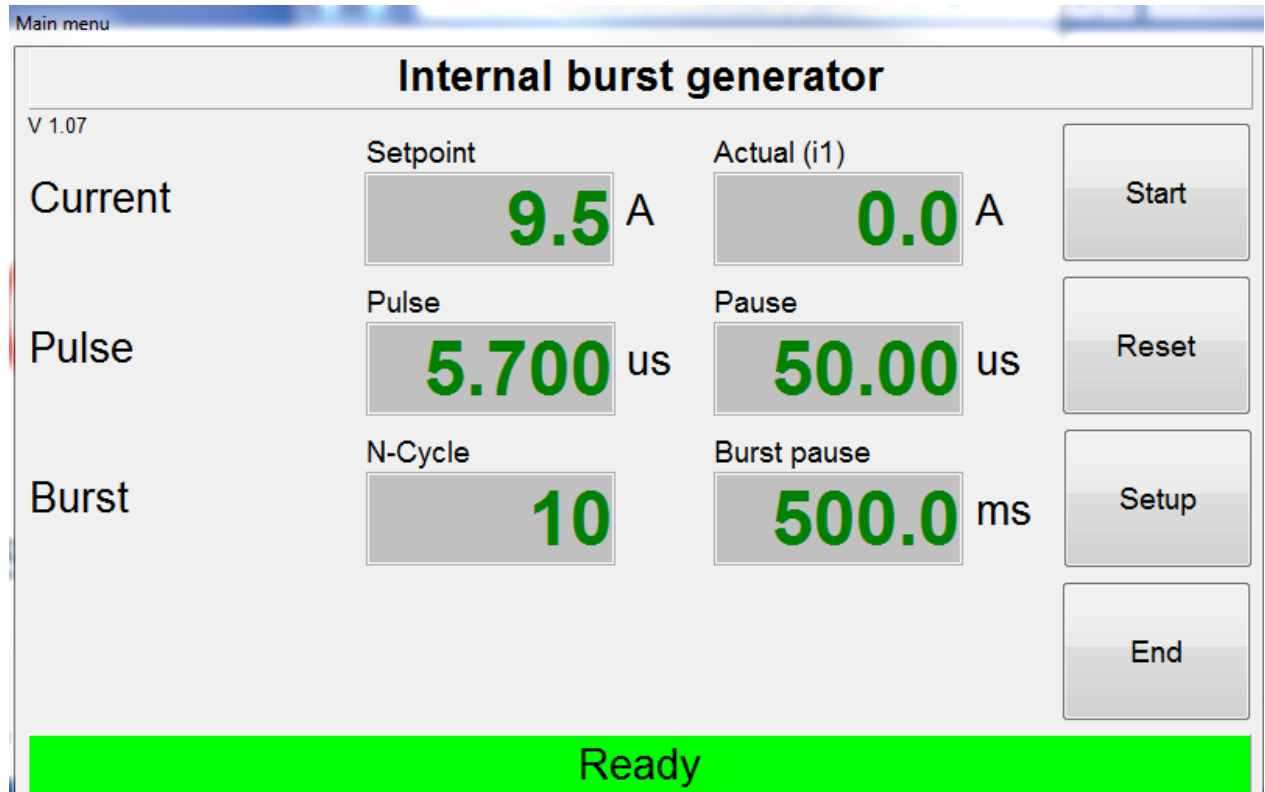 Main menu
Internal burst generator
V 1.07
Setpoint
Actual (i1)
Current
9.5 A
0.0 A
Start
Pulse
Pause
Pulse
5.700 us
50.00 us
Reset
N-Cycle
Burst pause
Burst
10
500.0 ms
Setup
End
Ready